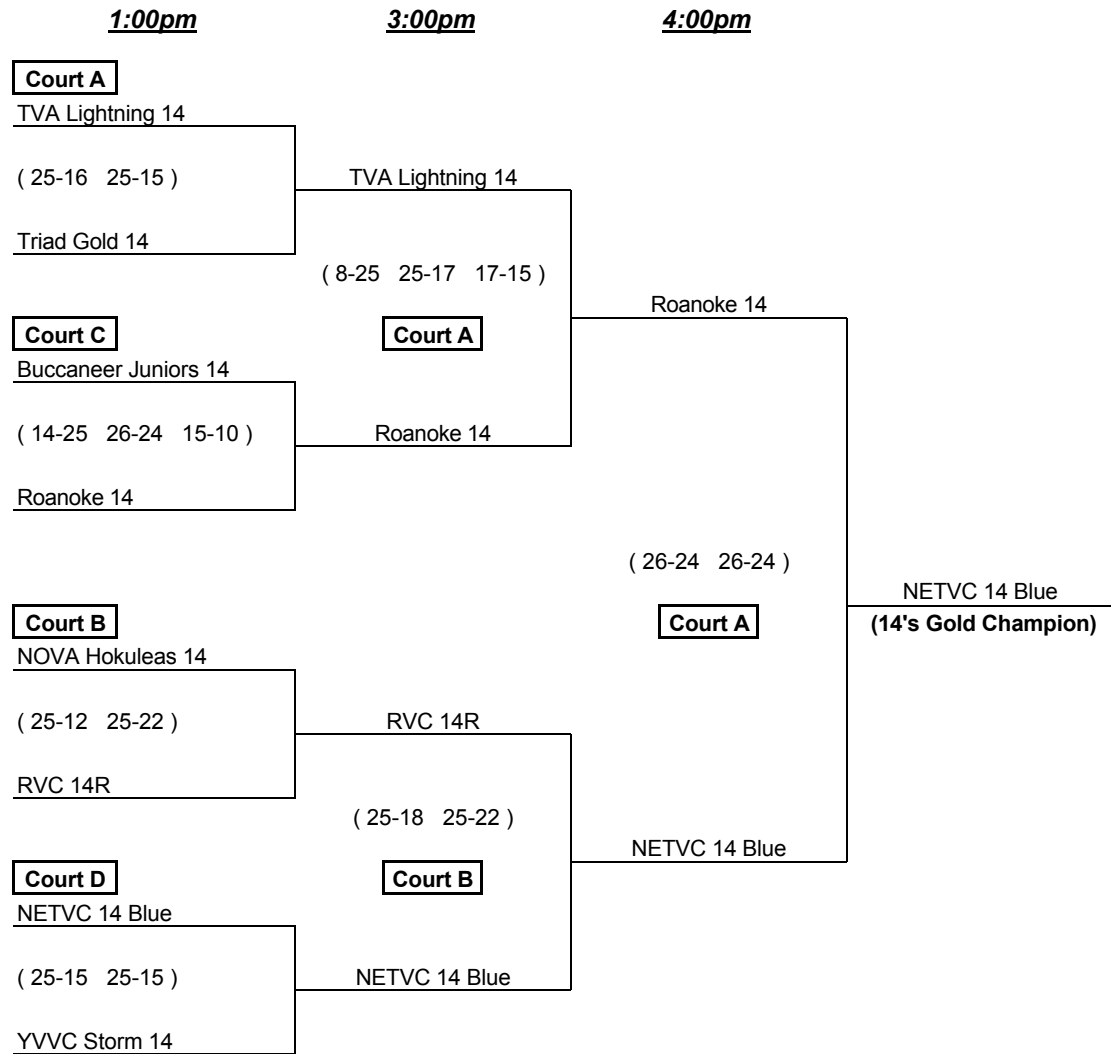 1:00pm 3:00pm 4:00pm
Court A
TVA Lightning 14
( 25-16 25-15 ) TVA Lightning 14
Triad Gold 14
( 8-25 25-17 17-15 )
Roanoke 14
Court C Court A
Buccaneer Juniors 14
( 14-25 26-24 15-10 ) Roanoke 14
Roanoke 14
( 26-24 26-24 )
NETVC 14 Blue
Court B Court A (14's Gold Champion)
NOVA Hokuleas 14
( 25-12 25-22 ) RVC 14R
RVC 14R
( 25-18 25-22 )
NETVC 14 Blue
Court D Court B
NETVC 14 Blue
( 25-15 25-15 ) NETVC 14 Blue
YVVC Storm 14